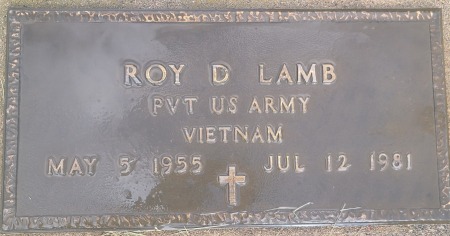 ROY D LAMB
PVT US ARMY
VIETNAM
MAY 5 1955 JUL 12 1981